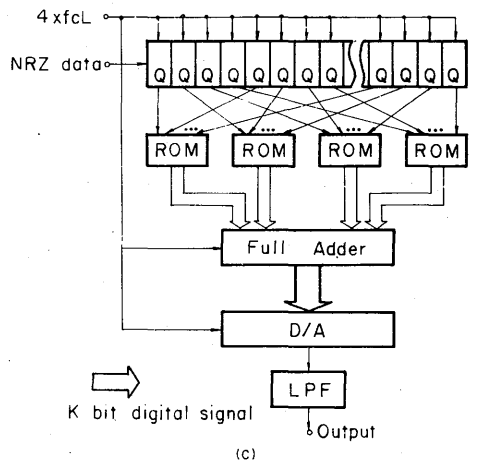 4xfcL
NRZ data
Q Q Q Q Q Q Q Q Q Q Q
... ... ... ...
ROM ROM ROM ROM
Full Adder
D/A
K bit digital signal
LPF
Output
(c)